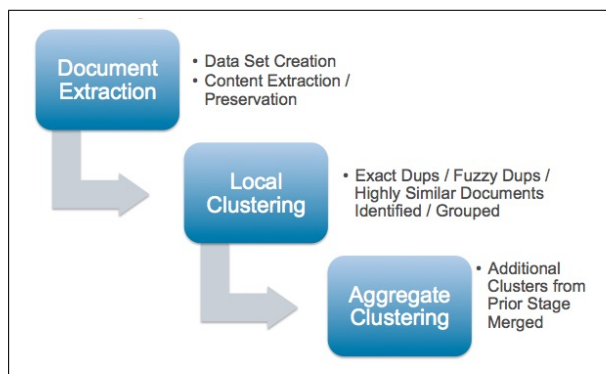 Document
Extraction
• Data Set Creation
• Content Extraction /
Preservation
Local
Clustering
• Exact Dups / Fuzzy Dups /
Highly Similar Documents
Identified / Grouped
Aggregate
Clustering
• Additional
Clusters from
Prior Stage
Merged